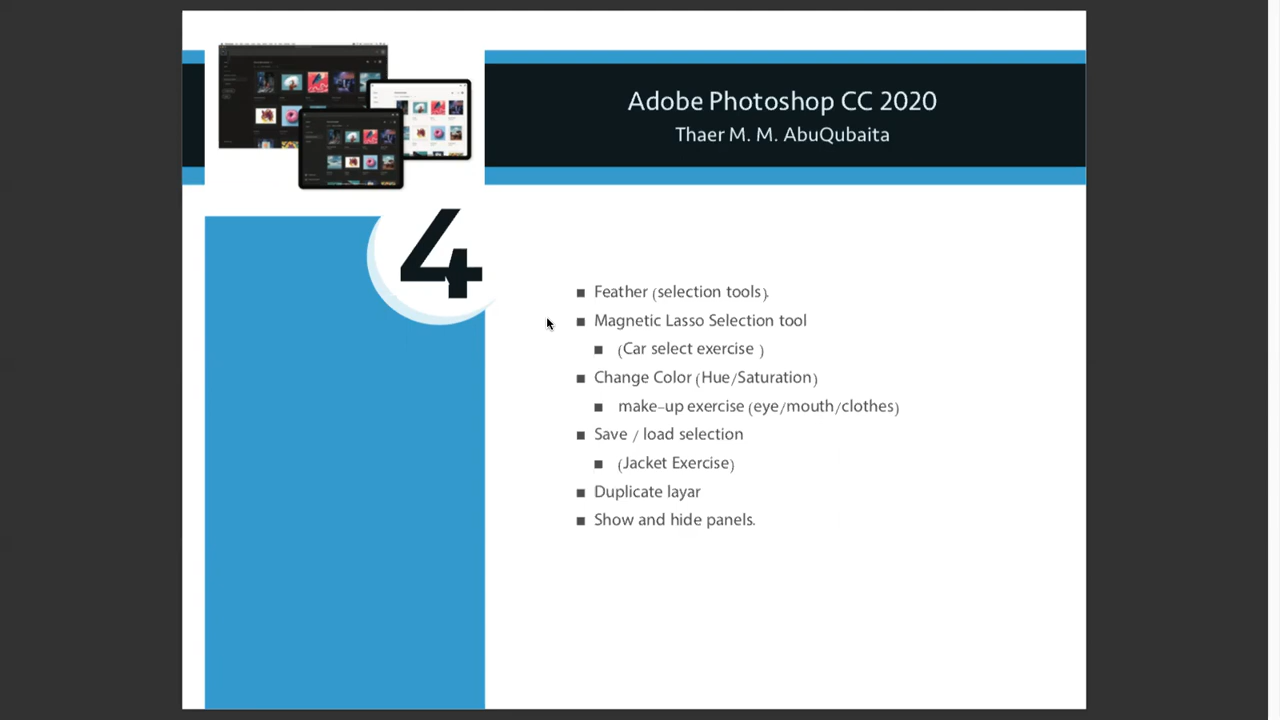 Adobe Photoshop CC 2020
Thaer M. M. AbuQubaita
4
Feather (selection tools).
Magnetic Lasso Selection tool
(Car select exercise )
Change Color (Hue/Saturation)
make-up exercise (eye/mouth/clothes)
Save / load selection
(Jacket Exercise)
Duplicate layar
Show and hide panels.